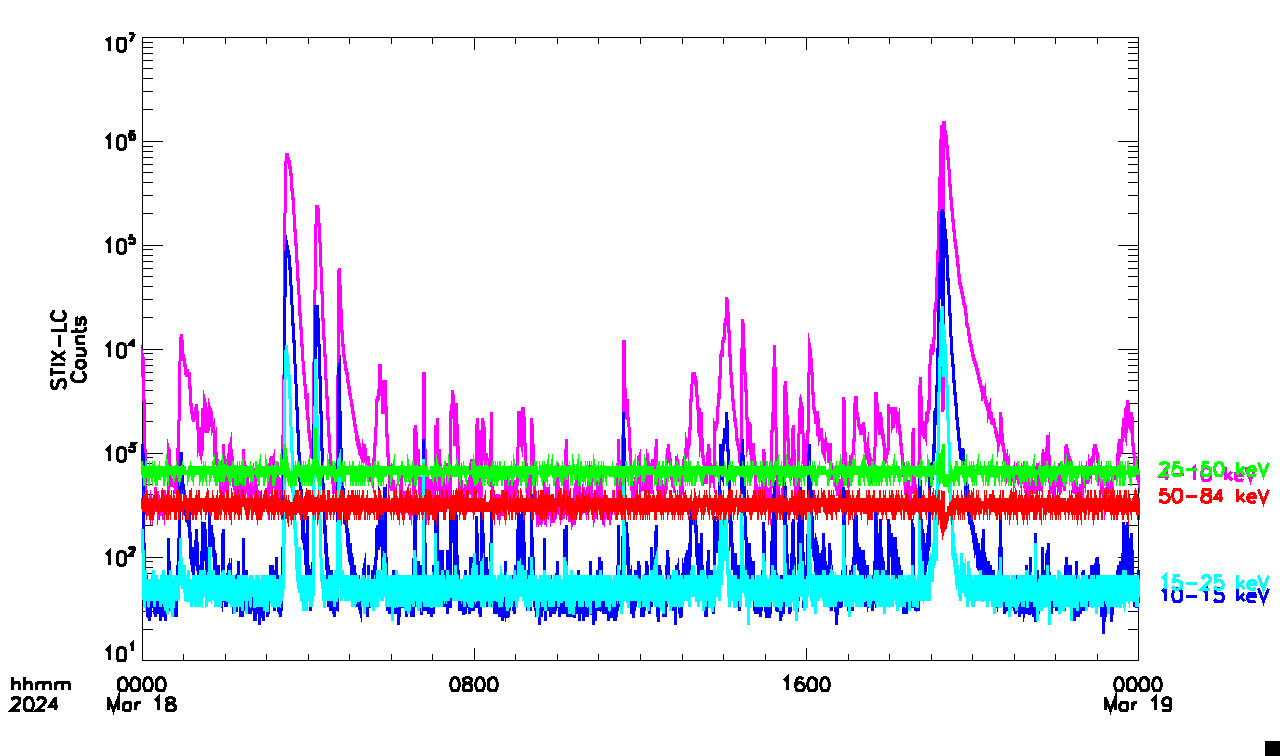 10^7
10^6
10^5
10^4
10^3
10^2
10^1
STIX-LC
Counts
25-50 keV
50-84 keV
15-25 keV
10-15 keV
hhmm 0000 0800 1600 0000
2024 Mar 18 Mar 19